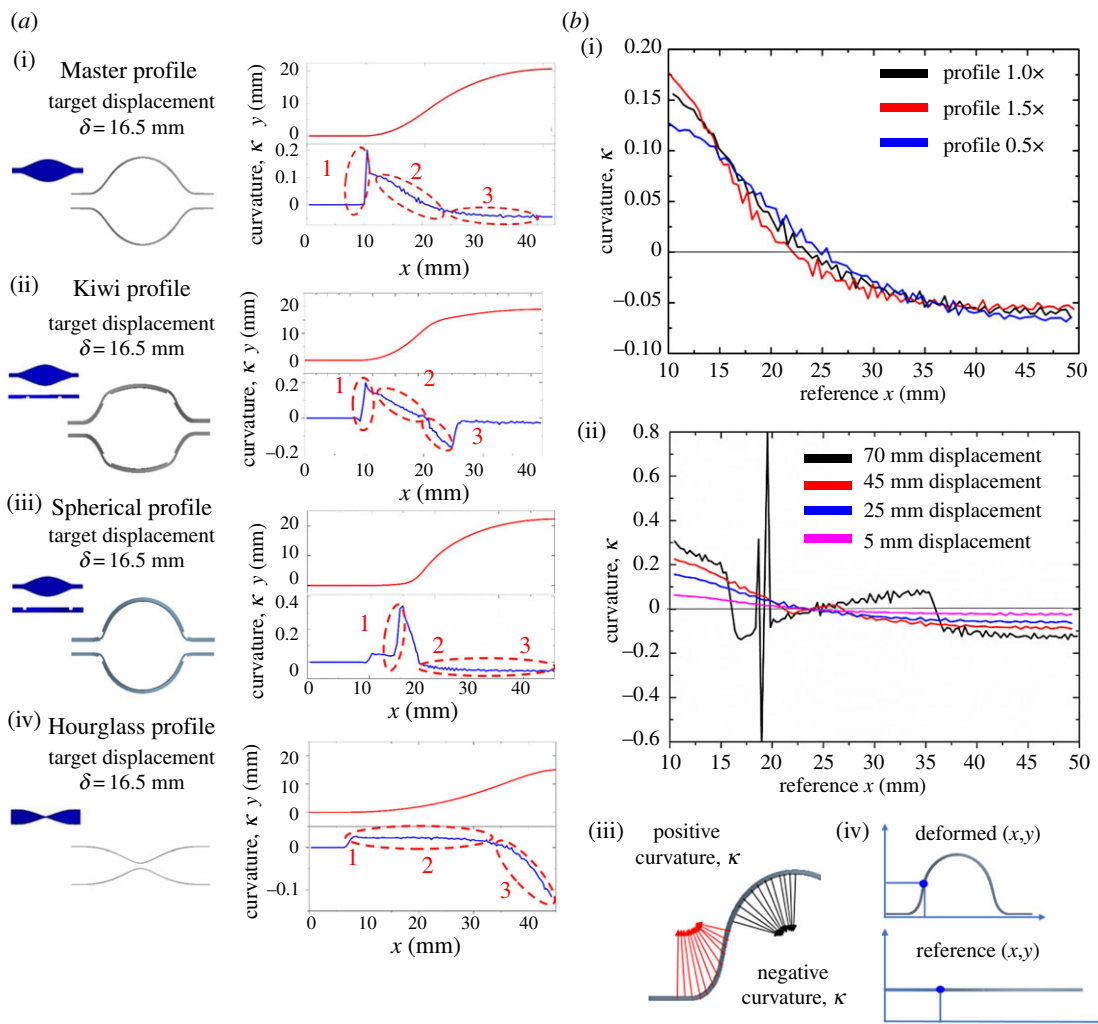 (a)
(i)
Master profile
target displacement
δ = 16.5 mm
curvature, κ y (mm)
20
10
0
0.2
0.1
0
1
2
3
0 10 20 30 40
x (mm)
(ii)
Kiwi profile
target displacement
δ = 16.5 mm
curvature, κ y (mm)
20
10
0
0.2
0
–0.2
1
2
3
0 10 20 30 40
x (mm)
(iii)
Spherical profile
target displacement
δ = 16.5 mm
curvature, κ y (mm)
20
10
0
0.4
0.2
0
1
2
3
0 10 20 30 40
x (mm)
(iv)
Hourglass profile
target displacement
δ = 16.5 mm
curvature, κ y (mm)
20
10
0
0
–0.1
1
2
3
0 10 20 30 40
x (mm)
(b)
(i)
0.20
0.15
0.10
0.05
0
–0.05
–0.10
curvature, κ
profile 1.0×
profile 1.5×
profile 0.5×
10 15 20 25 30 35 40 45 50
reference x (mm)
(ii)
0.8
0.6
0.4
0.2
0
–0.2
–0.4
–0.6
curvature, κ
70 mm displacement
45 mm displacement
25 mm displacement
5 mm displacement
10 15 20 25 30 35 40 45 50
reference x (mm)
(iii)
positive
curvature, κ
negative
curvature, κ
(iv)
deformed (x,y)
reference (x,y)